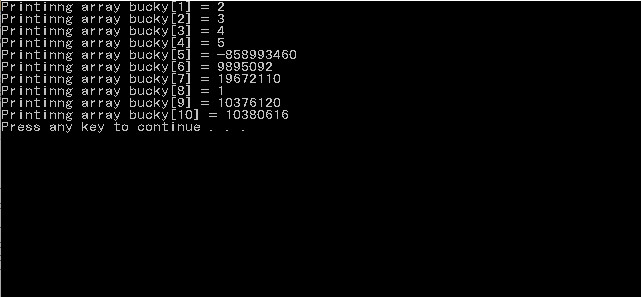 Printinng array bucky[1] = 2
Printinng array bucky[2] = 3
Printinng array bucky[3] = 4
Printinng array bucky[4] = 5
Printinng array bucky[5] = -858993460
Printinng array bucky[6] = 9895092
Printinng array bucky[7] = 19672110
Printinng array bucky[8] = 1
Printinng array bucky[9] = 10376120
Printinng array bucky[10] = 10380616
Press any key to continue . . .